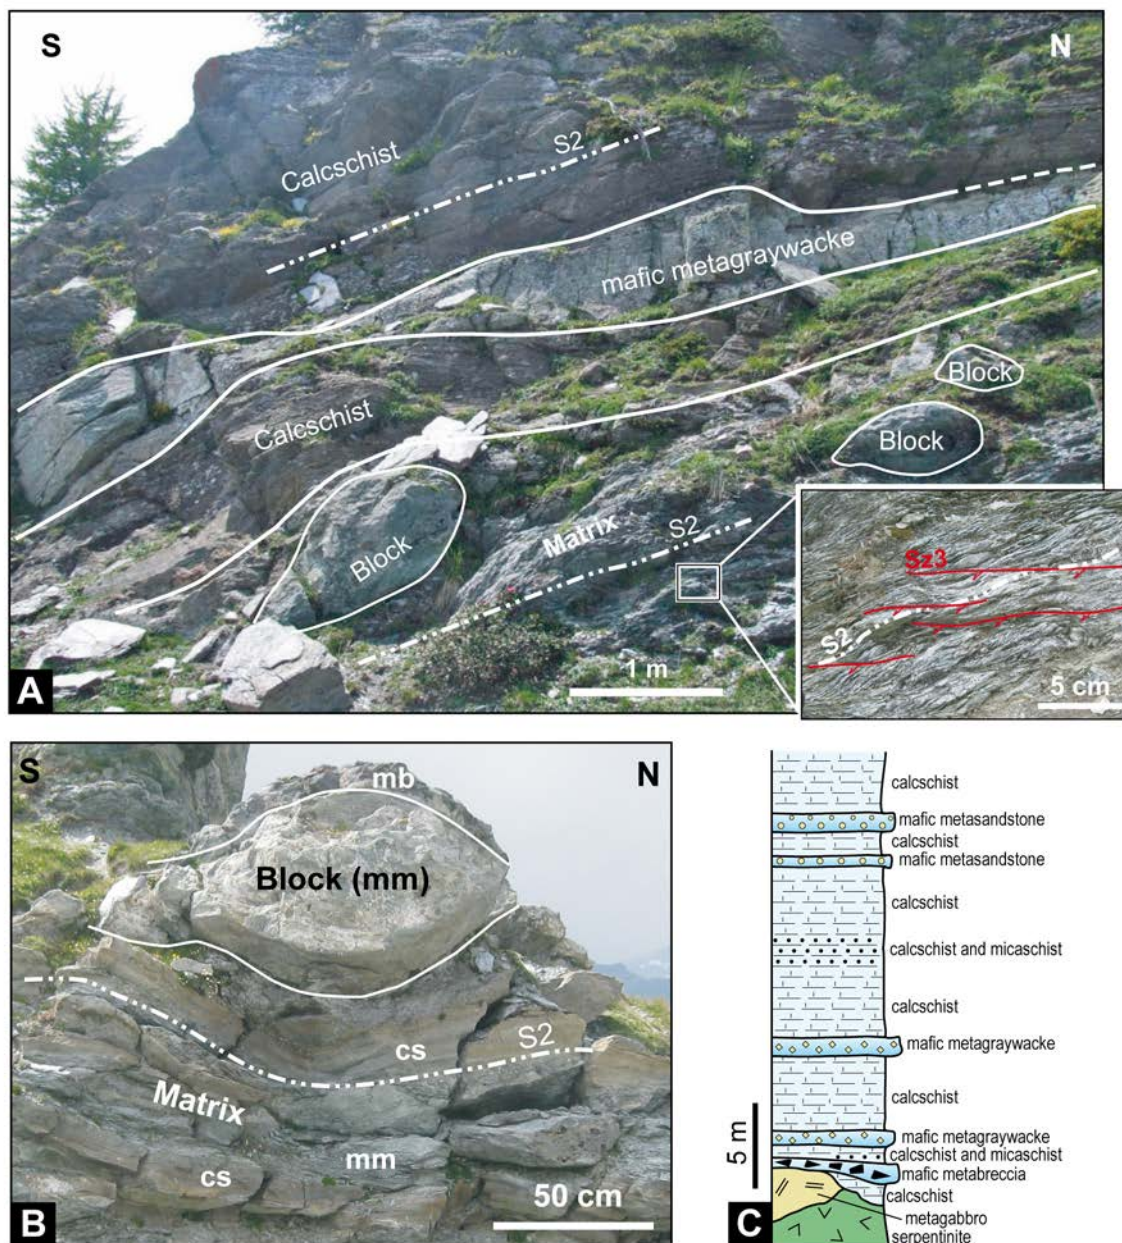 S
N
Calcschist
S2
mafic metagraywacke
Calcschist
Block
Block
Block
Matrix
S2
1 m
A
Sz3
S2
5 cm
S
N
mb
Block (mm)
cs
S2
Matrix
cs
mm
50 cm
B
calcschist
mafic metasandstone
calcschist
mafic metasandstone
calcschist
calcschist and micaschist
calcschist
mafic metagraywacke
calcschist
mafic metagraywacke
calcschist and micaschist
mafic metabreccia
calcschist
metagabbro
serpentinite
5 m
C